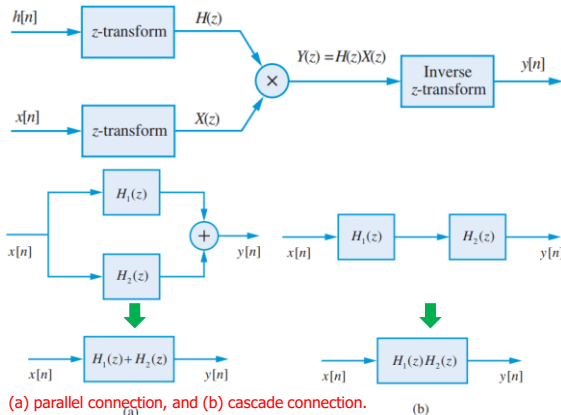 h[n]
z-transform
H(z)
x[n]
z-transform
X(z)
×
Y(z) = H(z)X(z)
Inverse
z-transform
y[n]
x[n]
H₁(z)
H₂(z)
+
y[n]
x[n]
H₁(z)
H₂(z)
y[n]
x[n]
H₁(z) + H₂(z)
y[n]
x[n]
H₁(z)H₂(z)
y[n]
(a) parallel connection, and (b) cascade connection.
(a)
(b)